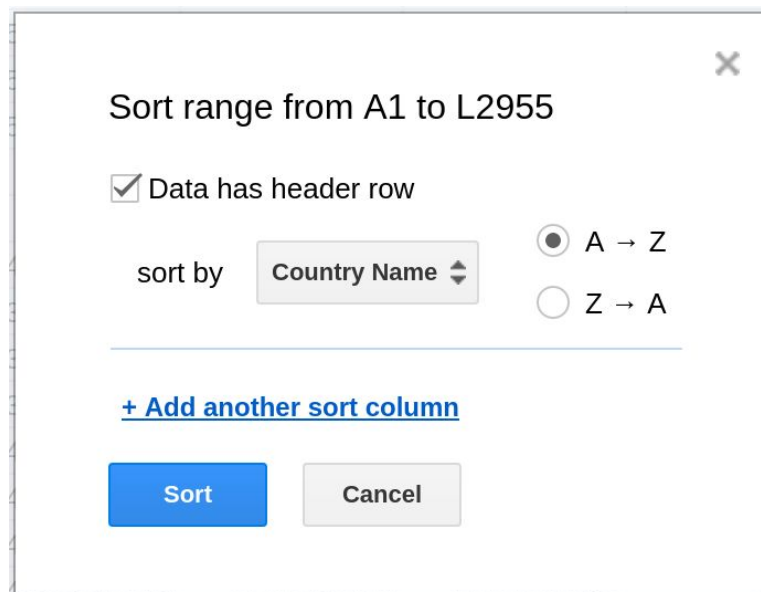 Sort range from A1 to L2955
Data has header row
sort by Country Name
A → Z
Z → A
+ Add another sort column
Sort Cancel